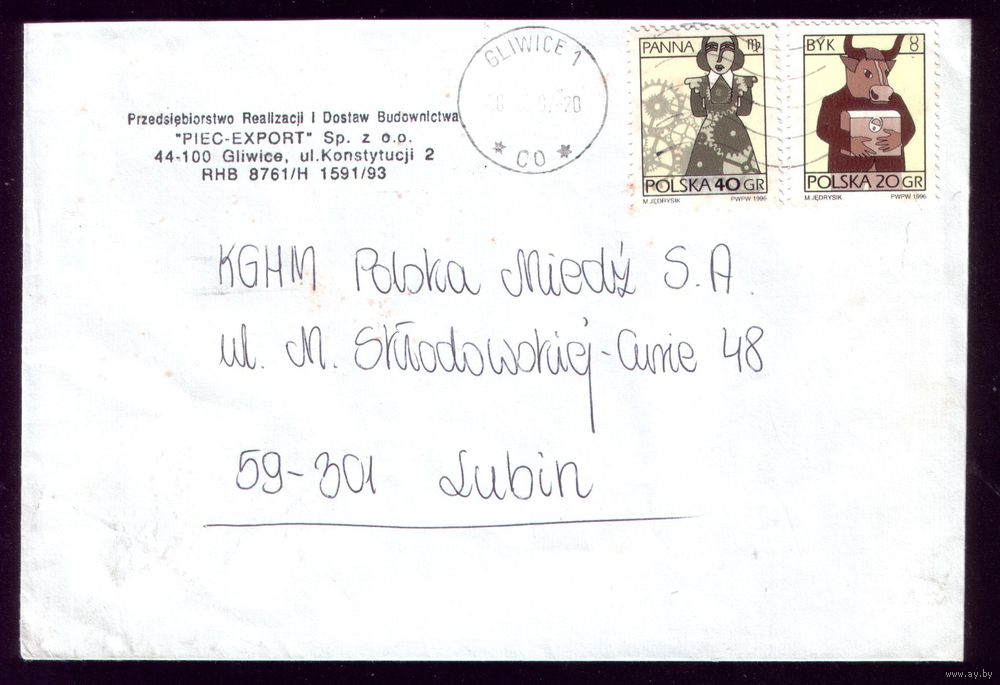 Przedsiębiorstwo Realizacji I Dostaw Budownictwa
"PIEC-EXPORT" Sp. z o.o.
44-100 Gliwice, ul.Konstytucji 2
RHB 8761/H 1591/93
GLIWICE 1
CO
PANNA
POLSKA 40 GR
M.JĘDRYSIK PWPW 1996
BYK
POLSKA 20 GR
M.JĘDRYSIK PWPW 1996
KGHM Polska Miedź S.A.
ul. M. Skłodowskiej-Curie 48
59-301 Lubin
www.ay.by